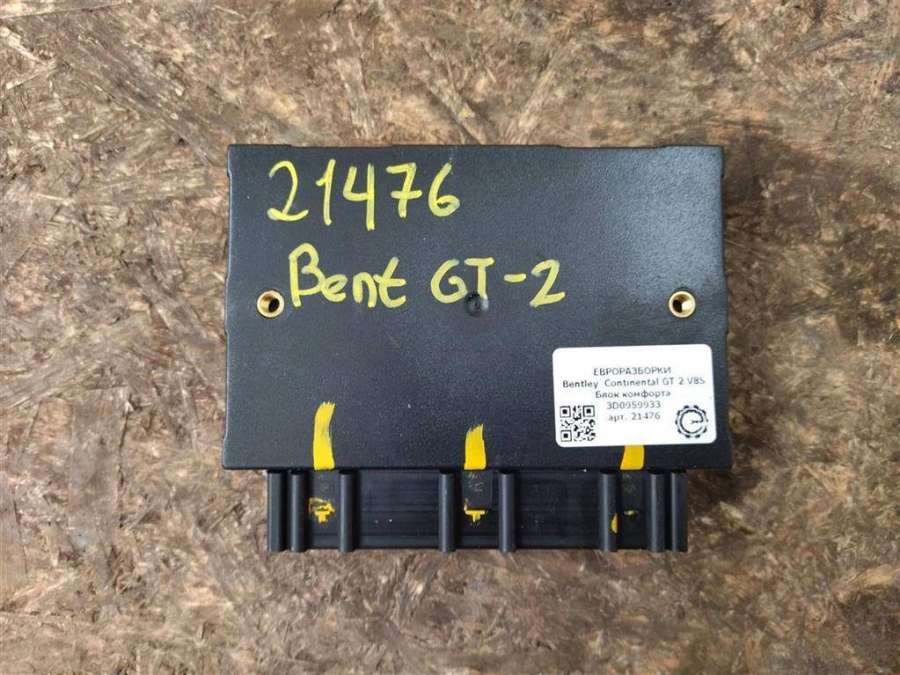 21476
Bent GT-2
ЕВРОРАЗБОРКИ
Bentley Continental GT 2 V8S
Блок комфорта
3D0959933
арт. 21476